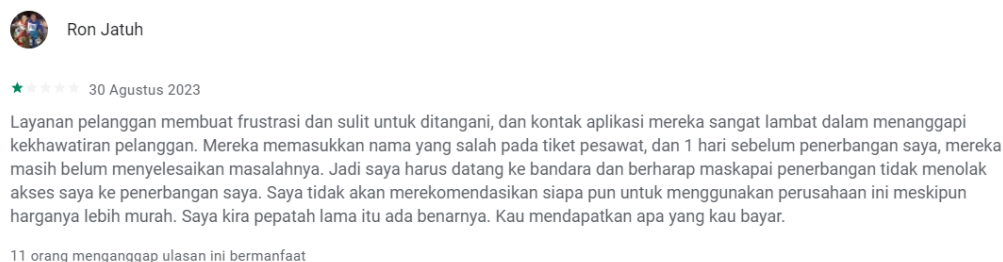 Ron Jatuh
30 Agustus 2023
Layanan pelanggan membuat frustrasi dan sulit untuk ditangani, dan kontak aplikasi mereka sangat lambat dalam menanggapi
kekhawatiran pelanggan. Mereka memasukkan nama yang salah pada tiket pesawat, dan 1 hari sebelum penerbangan saya, mereka
masih belum menyelesaikan masalahnya. Jadi saya harus datang ke bandara dan berharap maskapai penerbangan tidak menolak
akses saya ke penerbangan saya. Saya tidak akan merekomendasikan siapa pun untuk menggunakan perusahaan ini meskipun
harganya lebih murah. Saya kira pepatah lama itu ada benarnya. Kau mendapatkan apa yang kau bayar.
11 orang menganggap ulasan ini bermanfaat